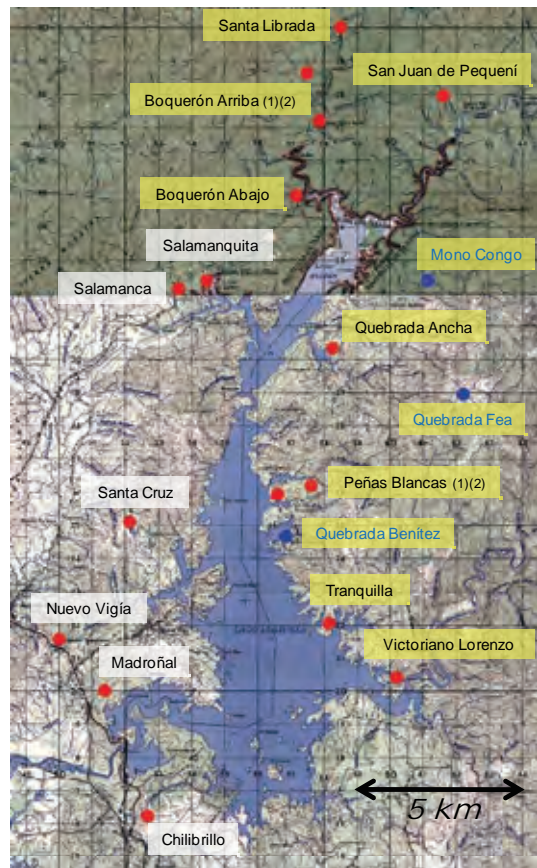 Santa Librada
San Juan de Pequení
Boquerón Arriba (1)(2)
Boquerón Abajo
Salamanquita
Mono Congo
Salamanca
Quebrada Ancha
Quebrada Fea
Peñas Blancas (1)(2)
Santa Cruz
Quebrada Benítez
Tranquilla
Nuevo Vigía
Victoriano Lorenzo
Madroñal
5 km
Chilibrillo